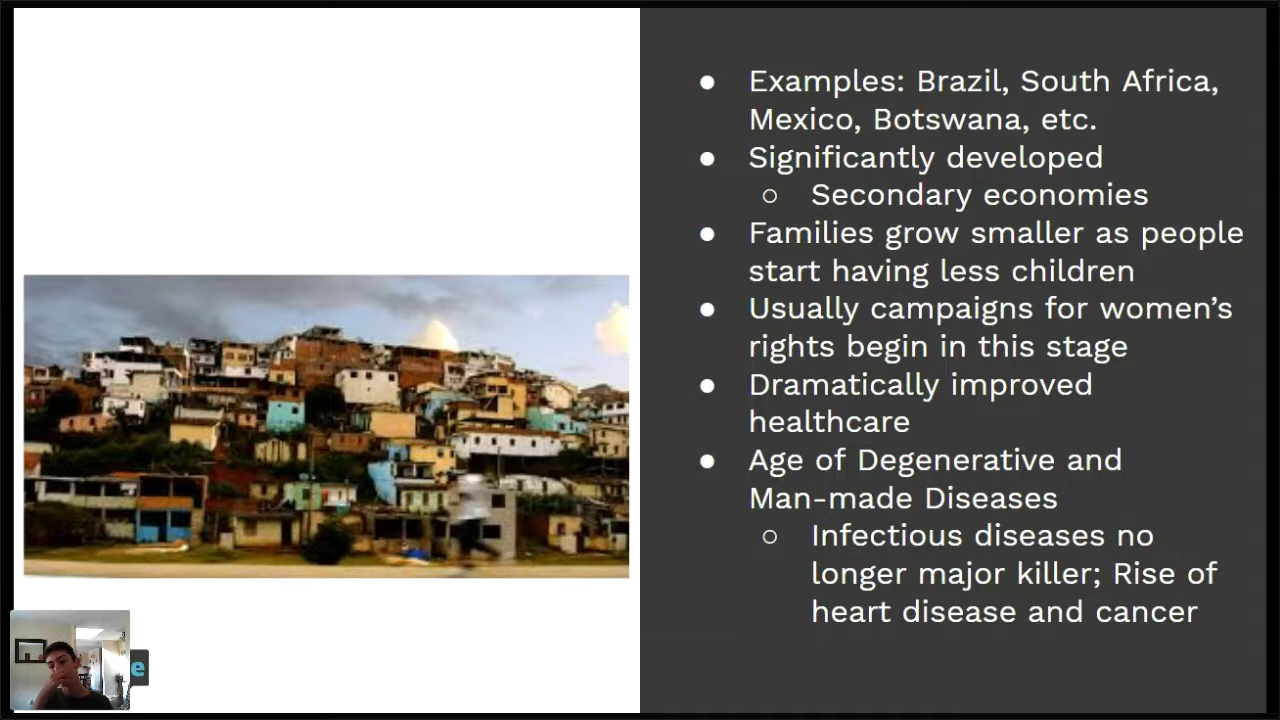 ● Examples: Brazil, South Africa,
Mexico, Botswana, etc.
● Significantly developed
○ Secondary economies
● Families grow smaller as people
start having less children
● Usually campaigns for women’s
rights begin in this stage
● Dramatically improved
healthcare
● Age of Degenerative and
Man-made Diseases
○ Infectious diseases no
longer major killer; Rise of
heart disease and cancer
e